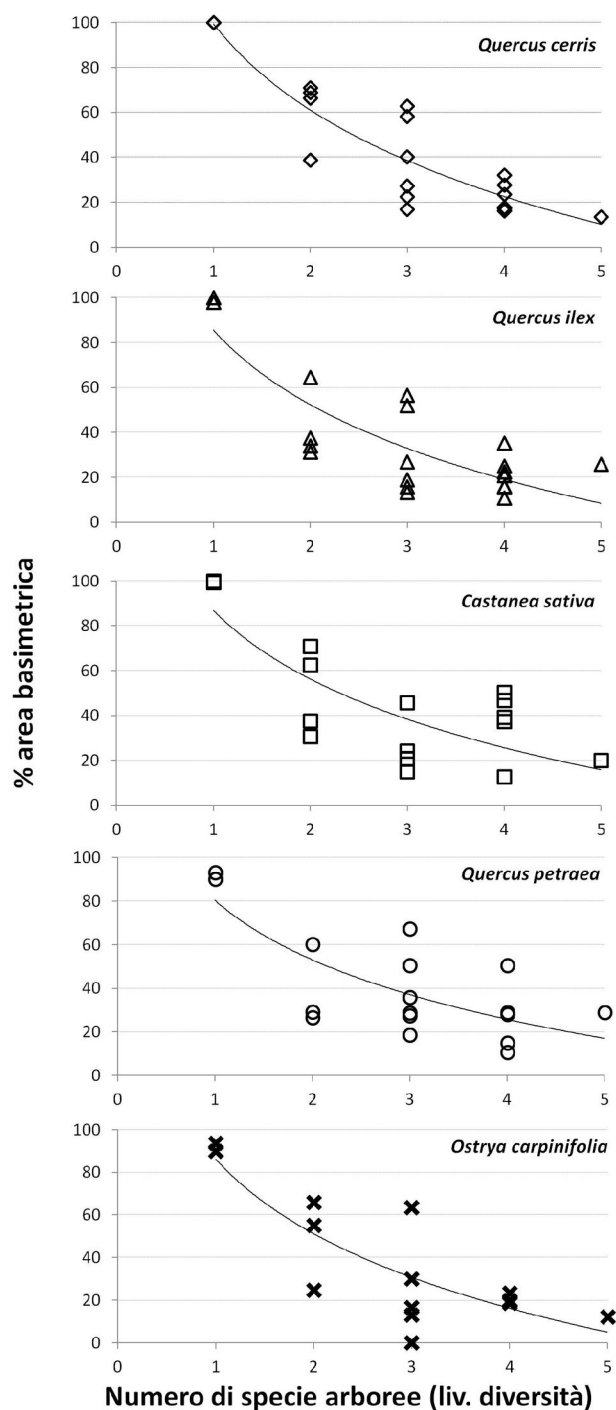 100
Quercus cerris
80
60
40
20
0
0 1 2 3 4 5
100
Quercus ilex
80
60
40
20
0
0 1 2 3 4 5
100
Castanea sativa
80
60
40
20
0
0 1 2 3 4 5
100
Quercus petraea
80
60
40
20
0
0 1 2 3 4 5
100
Ostrya carpinifolia
80
60
40
20
0
0 1 2 3 4 5
% area basimetrica
Numero di specie arboree (liv. diversità)